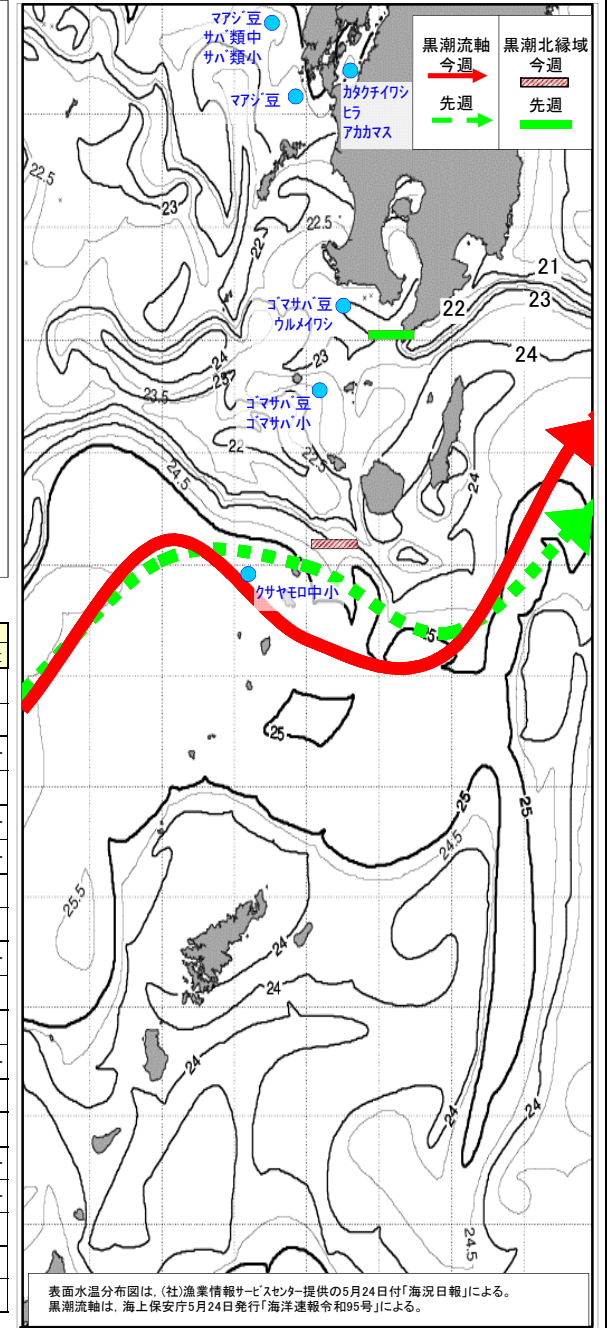 マアジ豆
サバ類中
サバ類小
マアジ豆
カタクチイワシ
ヒラ
アカカマス
黒潮流軸
今週
先週
黒潮北縁域
今週
先週
22.5
23
22
22.5
21
22
23
24
ゴマサバ豆
ウルメイワシ
24
23
23
23.5
ゴマサバ豆
ゴマサバ小
22
22.5
24
24.5
クサヤモロ中小
25
25
25
25
24.5
25.5
24
24
24
24
24
24.5
表面水温分布図は，(社)漁業情報サービスセンター提供の5月24日付「海況日報」による。
黒潮流軸は，海上保安庁5月24日発行「海洋速報令和95号」による。